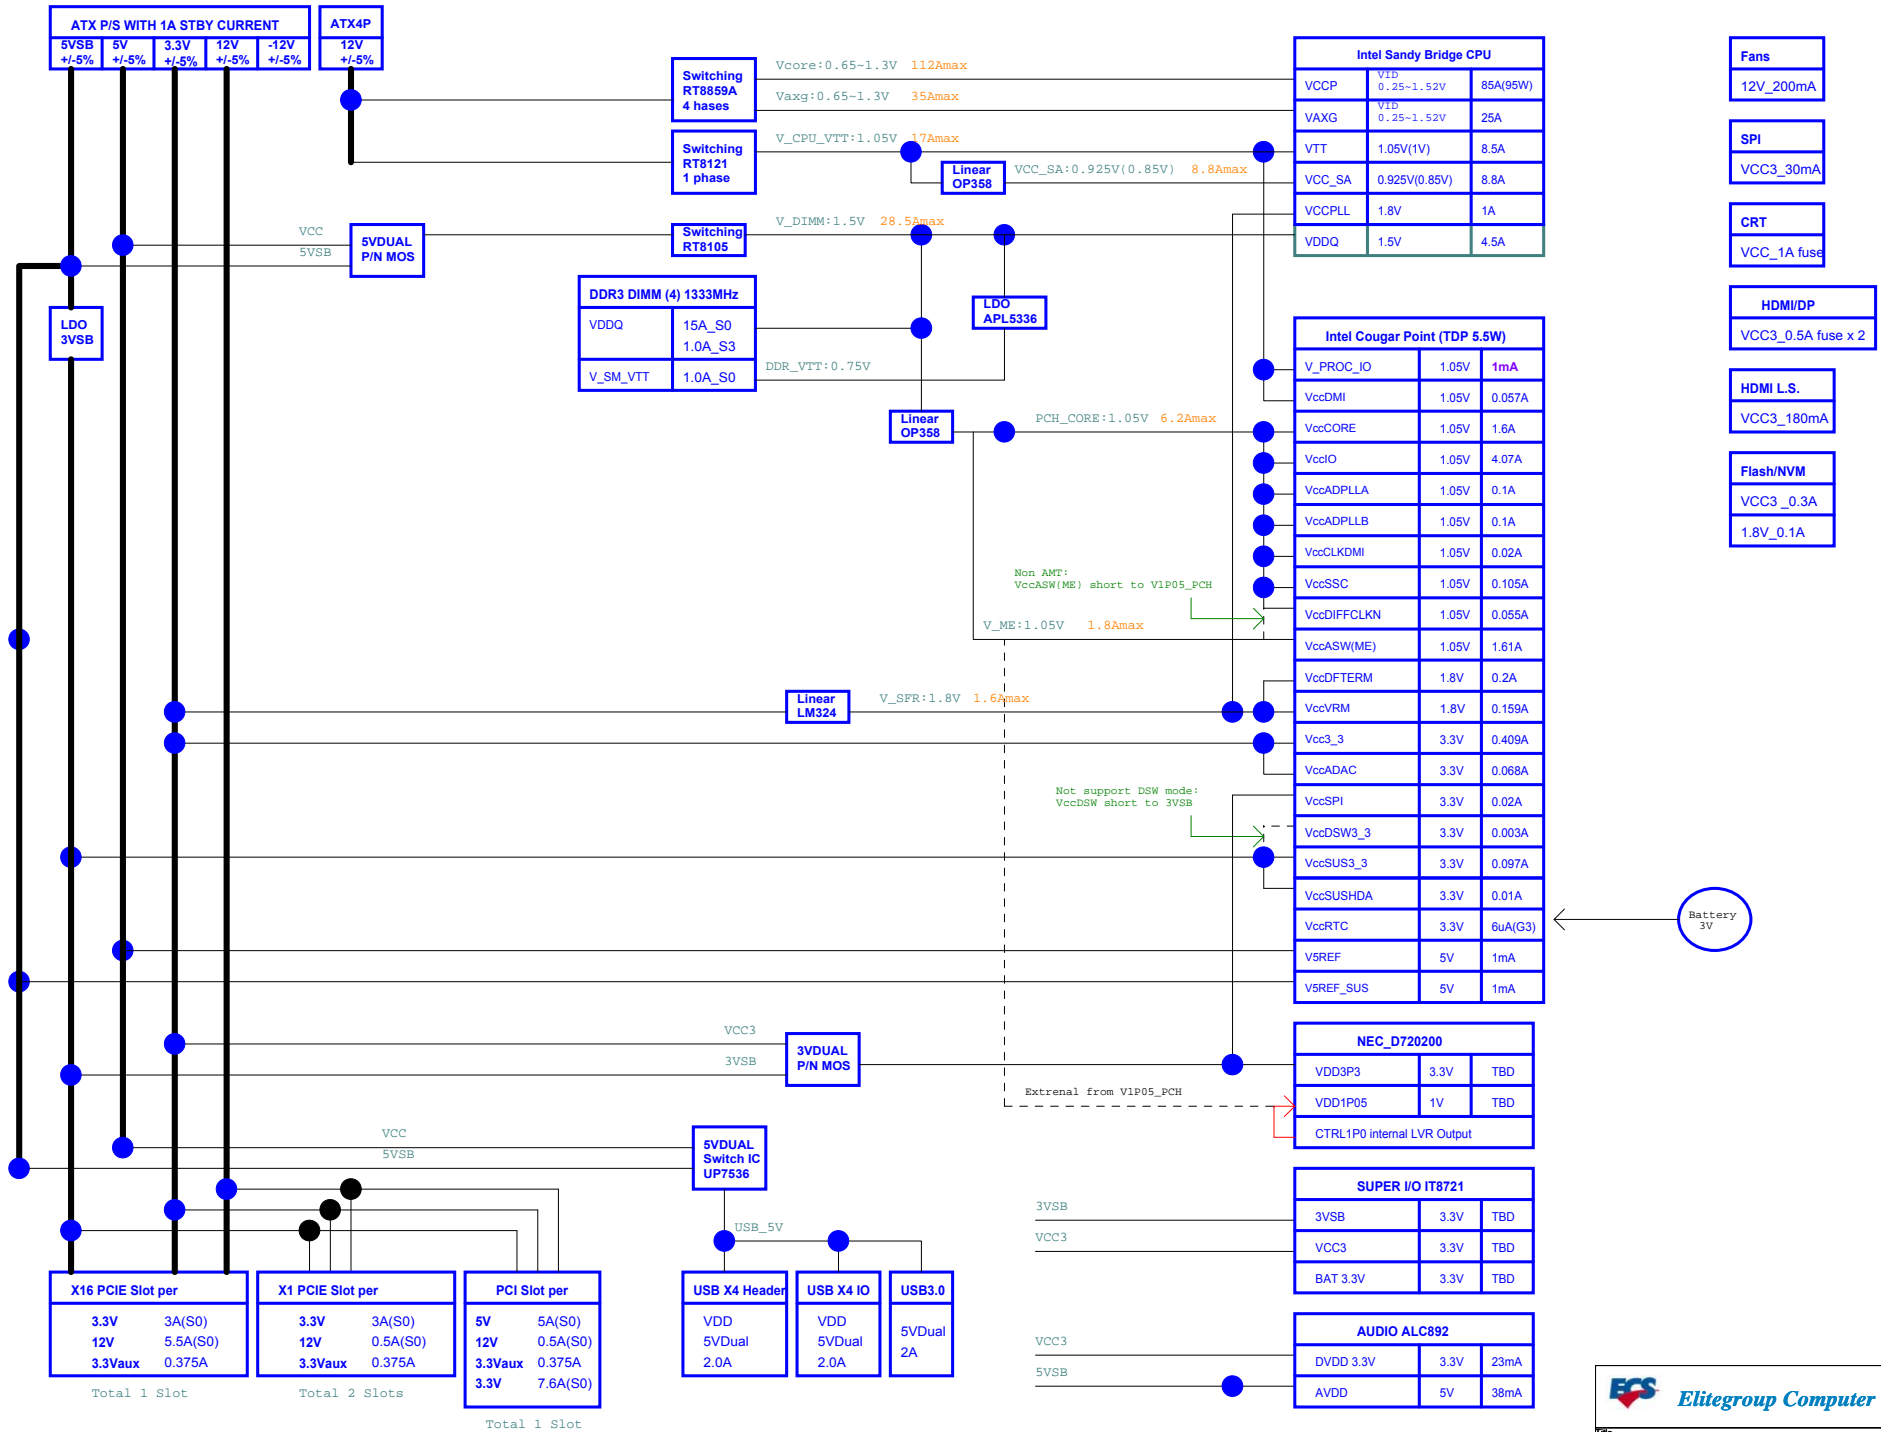 ATX P/S WITH 1A STBY CURRENT
5VSB +/-5%
5V +/-5%
3.3V +/-5%
12V +/-5%
-12V +/-5%
ATX4P
12V +/-5%
Switching
RT8859A
4 hases
Vcore:0.65~1.3V 112Amax
Vaxg:0.65~1.3V 35Amax
Switching
RT8121
1 phase
V_CPU_VTT:1.05V 17Amax
Linear
OP358
VCC_SA:0.925V(0.85V) 8.8Amax
VCC
5VSB
5VDUAL
P/N MOS
Switching
RT8105
V_DIMM:1.5V 28.5Amax
LDO
3VSB
DDR3 DIMM (4) 1333MHz
VDDQ 15A_S0
1.0A_S3
V_SM_VTT 1.0A_S0
DDR_VTT:0.75V
LDO
APL5336
Linear
OP358
PCH_CORE:1.05V 6.2Amax
Non AMT:
VccASW(ME) short to V1P05_PCH
V_ME:1.05V 1.8Amax
Linear
LM324
V_SFR:1.8V 1.6Amax
Not support DSW mode:
VccDSW short to 3VSB
VCC3
3VSB
3VDUAL
P/N MOS
Extrenal from V1P05_PCH
VCC
5VSB
5VDUAL
Switch IC
UP7536
USB_5V
Intel Sandy Bridge CPU
VCCP VID 0.25~1.52V 85A(95W)
VAXG VID 0.25~1.52V 25A
VTT 1.05V(1V) 8.5A
VCC_SA 0.925V(0.85V) 8.8A
VCCPLL 1.8V 1A
VDDQ 1.5V 4.5A
Intel Cougar Point (TDP 5.5W)
V_PROC_IO 1.05V 1mA
VccDMI 1.05V 0.057A
VccCORE 1.05V 1.6A
VccIO 1.05V 4.07A
VccADPLLA 1.05V 0.1A
VccADPLLB 1.05V 0.1A
VccCLKDMI 1.05V 0.02A
VccSSC 1.05V 0.105A
VccDIFFCLKN 1.05V 0.055A
VccASW(ME) 1.05V 1.61A
VccDFTERM 1.8V 0.2A
VccVRM 1.8V 0.159A
Vcc3_3 3.3V 0.409A
VccADAC 3.3V 0.068A
VccSPI 3.3V 0.02A
VccDSW3_3 3.3V 0.003A
VccSUS3_3 3.3V 0.097A
VccSUSHDA 3.3V 0.01A
VccRTC 3.3V 6uA(G3)
V5REF 5V 1mA
V5REF_SUS 5V 1mA
Battery
3V
NEC_D720200
VDD3P3 3.3V TBD
VDD1P05 1V TBD
CTRL1P0 internal LVR Output
3VSB
VCC3
SUPER I/O IT8721
3VSB 3.3V TBD
VCC3 3.3V TBD
BAT 3.3V 3.3V TBD
VCC3
5VSB
AUDIO ALC892
DVDD 3.3V 3.3V 23mA
AVDD 5V 38mA
Fans
12V_200mA
SPI
VCC3_30mA
CRT
VCC_1A fuse
HDMI/DP
VCC3_0.5A fuse x 2
HDMI L.S.
VCC3_180mA
Flash/NVM
VCC3 _0.3A
1.8V_0.1A
X16 PCIE Slot per
3.3V 3A(S0)
12V 5.5A(S0)
3.3Vaux 0.375A
Total 1 Slot
X1 PCIE Slot per
3.3V 3A(S0)
12V 0.5A(S0)
3.3Vaux 0.375A
Total 2 Slots
PCI Slot per
5V 5A(S0)
12V 0.5A(S0)
3.3Vaux 0.375A
3.3V 7.6A(S0)
Total 1 Slot
USB X4 Header
VDD
5VDual
2.0A
USB X4 IO
VDD
5VDual
2.0A
USB3.0
5VDual
2A
ECS
Elitegroup Computer